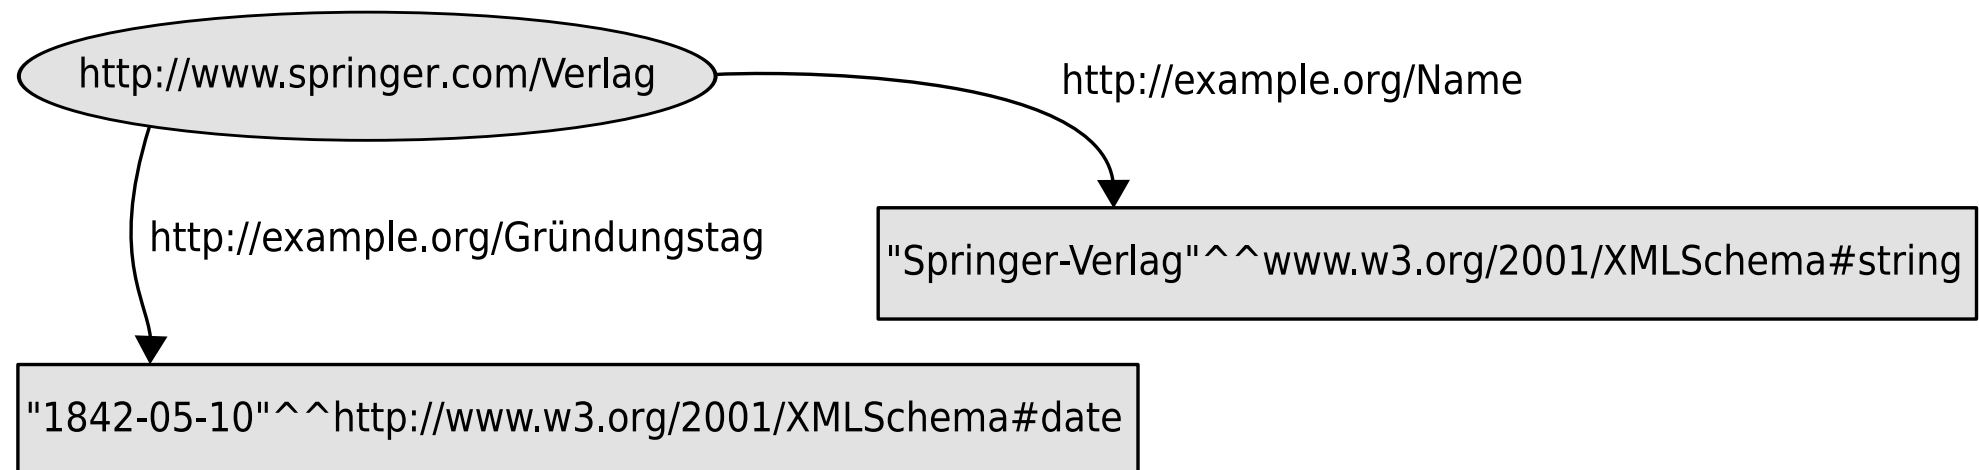 http://www.springer.com/Verlag
http://example.org/Name
http://example.org/Gründungstag
"Springer-Verlag"^^www.w3.org/2001/XMLSchema#string
"1842-05-10"^^http://www.w3.org/2001/XMLSchema#date